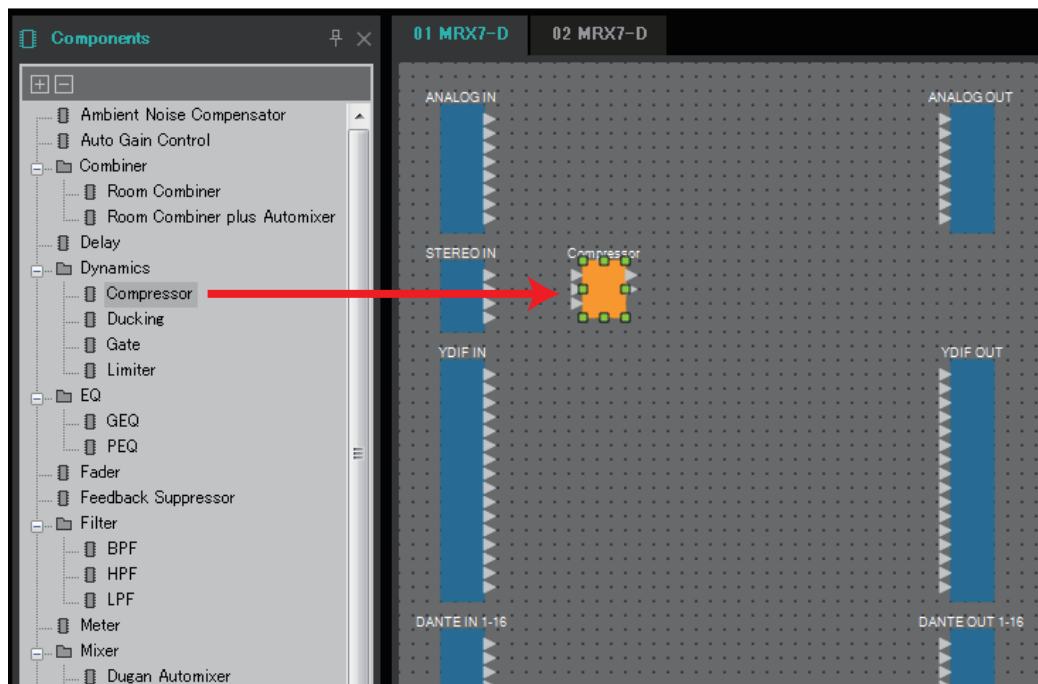 Components
Ambient Noise Compensator
Auto Gain Control
Combiner
Room Combiner
Room Combiner plus Automixer
Delay
Dynamics
Compressor
Ducking
Gate
Limiter
EQ
GEQ
PEQ
Fader
Feedback Suppressor
Filter
BPF
HPF
LPF
Meter
Mixer
Dugan Automixer
01 MRX7-D 02 MRX7-D
ANALOG IN ANALOG OUT
STEREO IN Compressor
YDIF IN YDIF OUT
DANTE IN 1-16 DANTE OUT 1-16